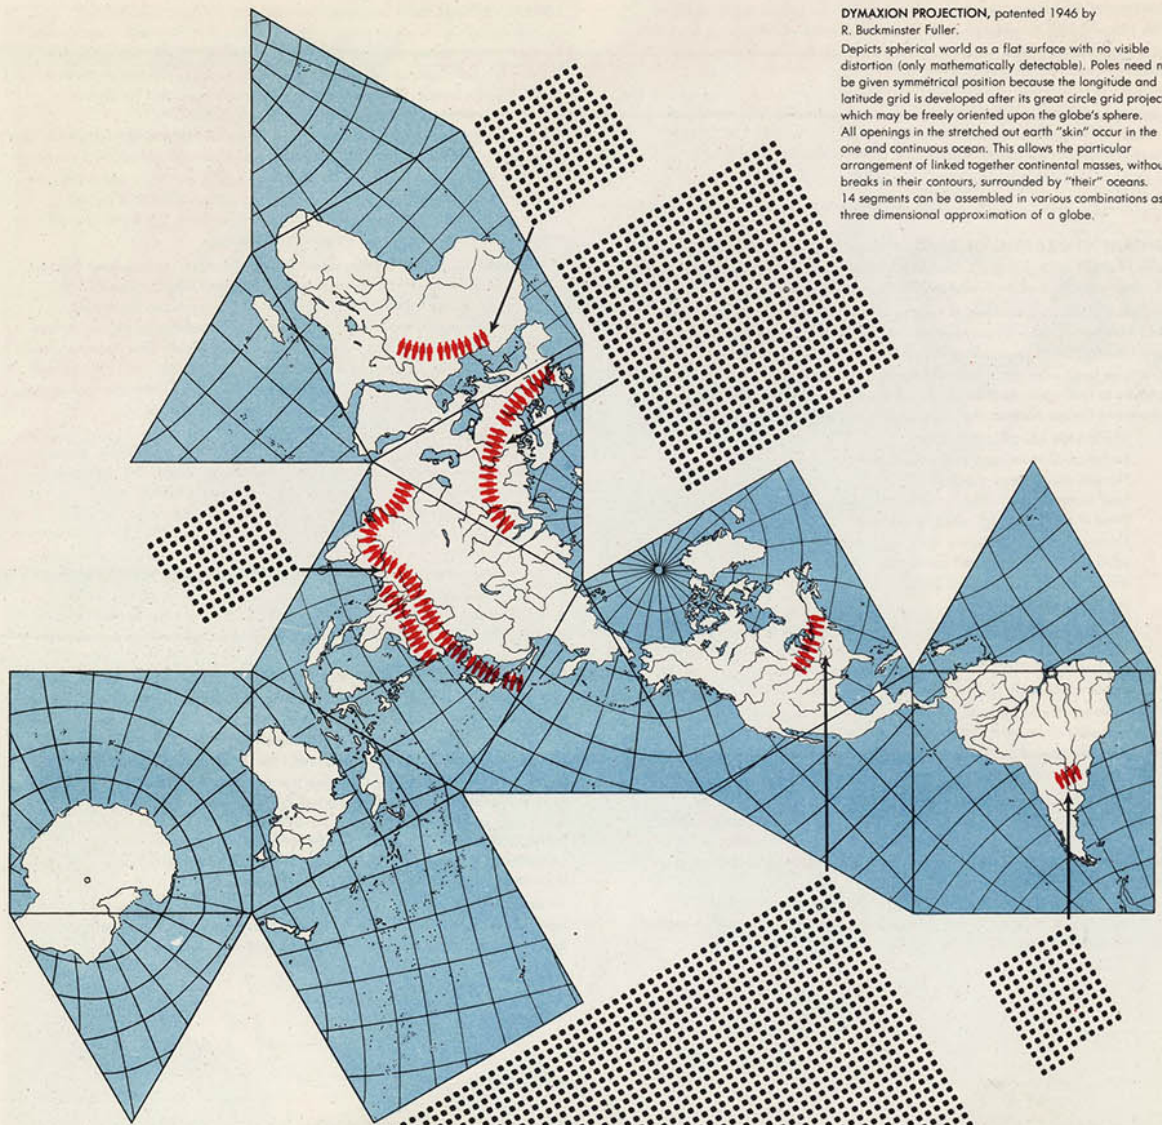 DYMAXION PROJECTION, patented 1946 by
R. Buckminster Fuller.
Depicts spherical world as a flat surface with no visible
distortion (only mathematically detectable). Poles need
be given symmetrical position because the longitude and
latitude grid is developed after its great circle grid
which may be freely oriented upon the globe's sphere.
All openings in the stretched out earth "skin" occur in the
one and continuous ocean. This allows the particular
arrangement of linked together continental masses,
breaks in their contours, surrounded by "their" oceans.
14 segments can be assembled in various combinations as
three dimensional approximation of a globe.